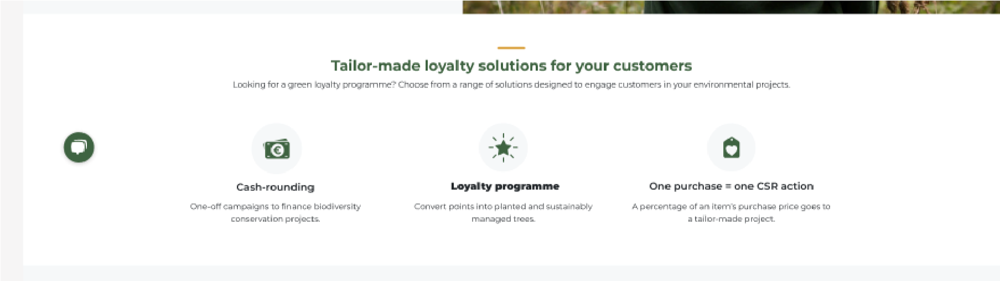 Tailor-made loyalty solutions for your customers
Looking for a green loyalty programme? Choose from a range of solutions designed to engage customers in your environmental projects.
Cash-rounding
One-off campaigns to finance biodiversity
conservation projects.
Loyalty programme
Convert points into planted and sustainably
managed trees.
One purchase = one CSR action
A percentage of an item's purchase price goes to
a tailor-made project.